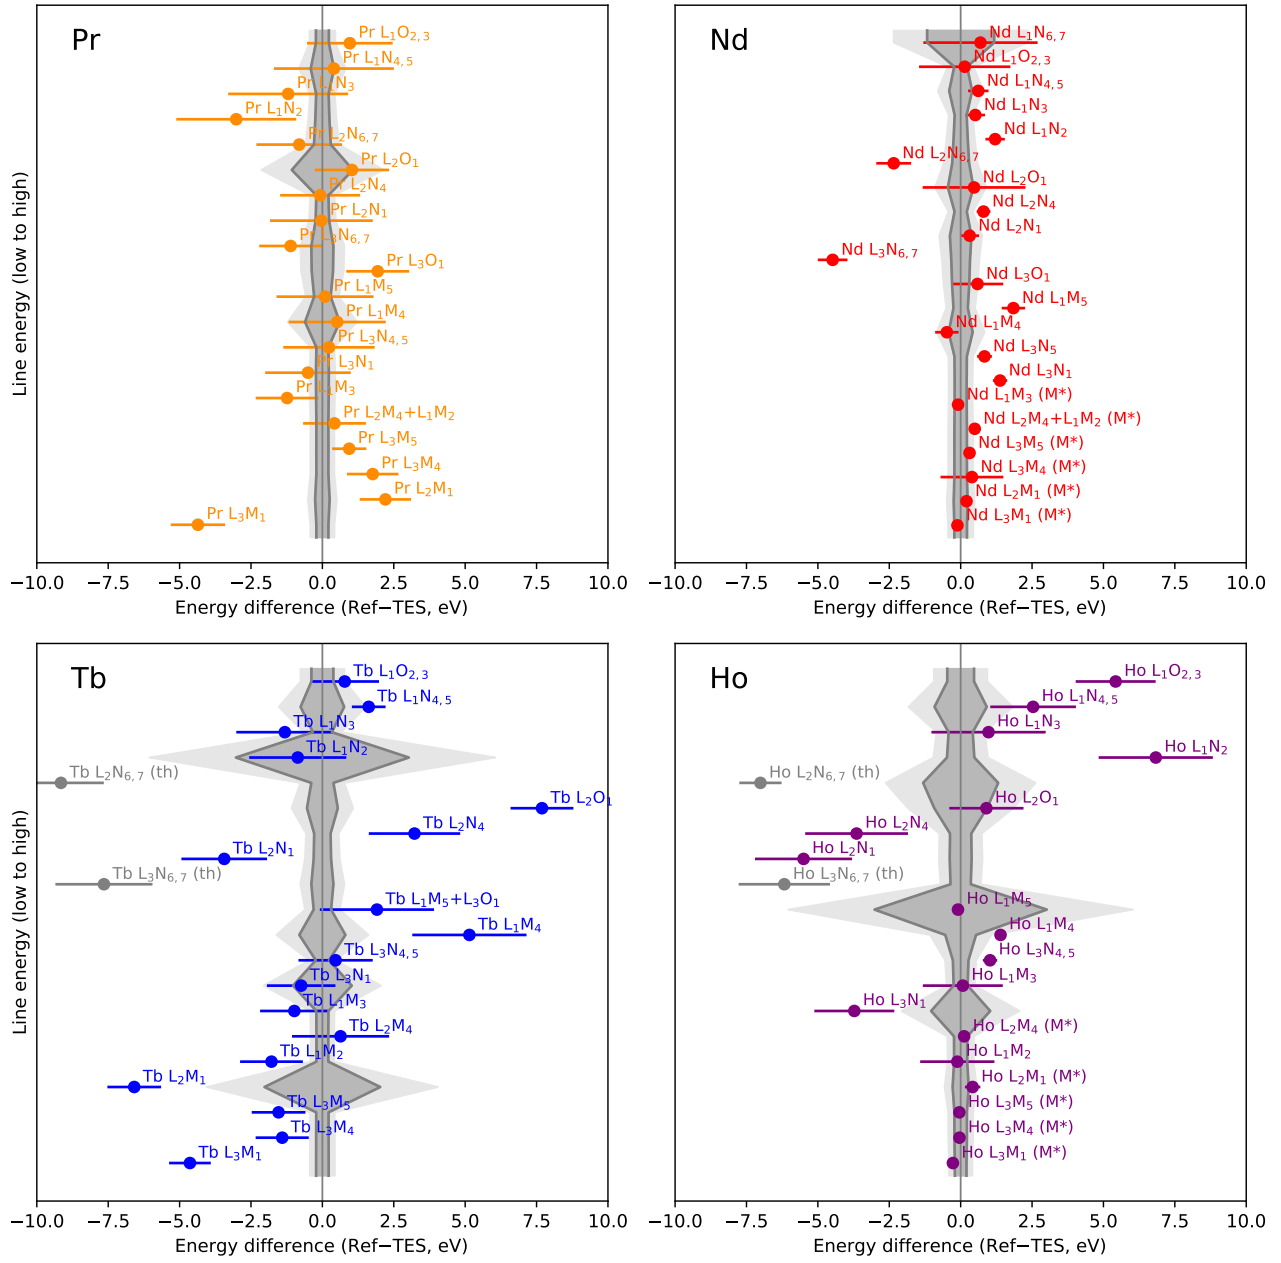 Pr
Pr L₁O₂,₃
Pr L₁N₄,₅
Pr L₁N₃
Pr L₁N₂
Pr L₂N₆,₇
Pr L₂O₁
Pr L₂N₄
Pr L₂N₁
Pr L₃N₆,₇
Pr L₃O₁
Pr L₁M₅
Pr L₁M₄
Pr L₃N₄,₅
Pr L₃N₁
Pr L₁M₃
Pr L₂M₄+L₁M₂
Pr L₃M₅
Pr L₃M₄
Pr L₂M₁
Pr L₃M₁
Line energy (low to high)
−10.0 −7.5 −5.0 −2.5 0.0 2.5 5.0 7.5 10.0
Energy difference (Ref−TES, eV)
Nd
Nd L₁N₆,₇
Nd L₁O₂,₃
Nd L₁N₄,₅
Nd L₁N₃
Nd L₁N₂
Nd L₂N₆,₇
Nd L₂O₁
Nd L₂N₄
Nd L₂N₁
Nd L₃N₆,₇
Nd L₃O₁
Nd L₁M₅
Nd L₁M₄
Nd L₃N₅
Nd L₃N₁
Nd L₁M₃ (M*)
Nd L₂M₄+L₁M₂ (M*)
Nd L₃M₅ (M*)
Nd L₃M₄ (M*)
Nd L₂M₁ (M*)
Nd L₃M₁ (M*)
−10.0 −7.5 −5.0 −2.5 0.0 2.5 5.0 7.5 10.0
Energy difference (Ref−TES, eV)
Tb
Tb L₁O₂,₃
Tb L₁N₄,₅
Tb L₁N₃
Tb L₁N₂
Tb L₂N₆,₇ (th)
Tb L₂O₁
Tb L₂N₄
Tb L₂N₁
Tb L₃N₆,₇ (th)
Tb L₁M₅+L₃O₁
Tb L₁M₄
Tb L₃N₄,₅
Tb L₃N₁
Tb L₁M₃
Tb L₂M₄
Tb L₁M₂
Tb L₂M₁
Tb L₃M₅
Tb L₃M₄
Tb L₃M₁
Line energy (low to high)
−10.0 −7.5 −5.0 −2.5 0.0 2.5 5.0 7.5 10.0
Energy difference (Ref−TES, eV)
Ho
Ho L₁O₂,₃
Ho L₁N₄,₅
Ho L₁N₃
Ho L₁N₂
Ho L₂N₆,₇ (th)
Ho L₂O₁
Ho L₂N₄
Ho L₂N₁
Ho L₃N₆,₇ (th)
Ho L₁M₅
Ho L₁M₄
Ho L₃N₄,₅
Ho L₁M₃
Ho L₃N₁
Ho L₂M₄ (M*)
Ho L₁M₂
Ho L₂M₁ (M*)
Ho L₃M₅ (M*)
Ho L₃M₄ (M*)
Ho L₃M₁ (M*)
−10.0 −7.5 −5.0 −2.5 0.0 2.5 5.0 7.5 10.0
Energy difference (Ref−TES, eV)